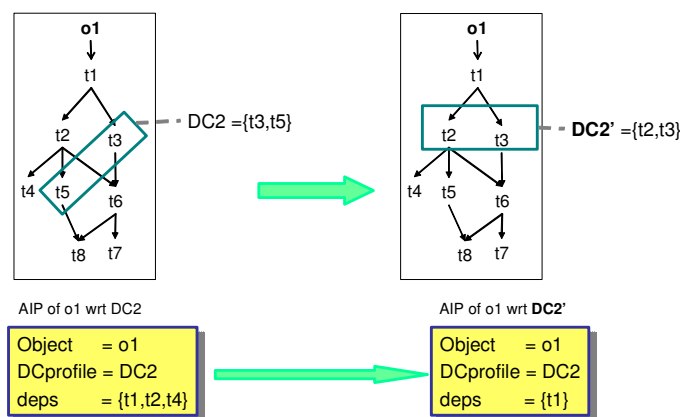 o1
t1
t2
t3
t4
t5
t6
t8
t7
DC2 ={t3,t5}
o1
t1
t2
t3
t4
t5
t6
t8
t7
DC2' ={t2,t3}
AIP of o1 wrt DC2
Object = o1
DCprofile = DC2
deps = {t1,t2,t4}
AIP of o1 wrt DC2'
Object = o1
DCprofile = DC2
deps = {t1}